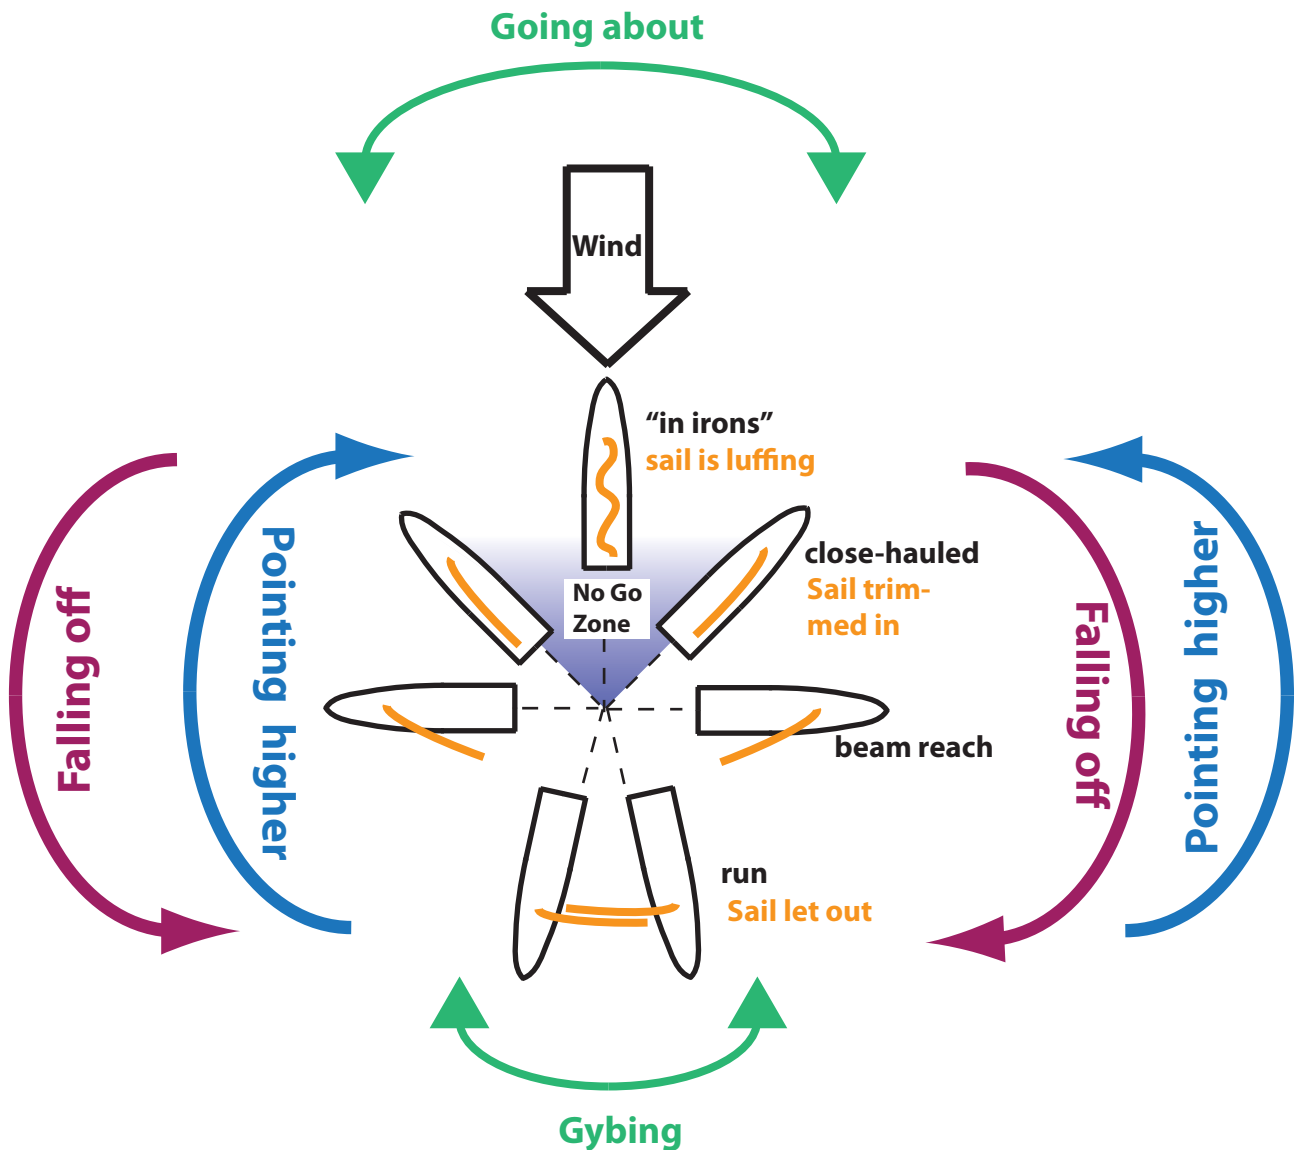 Going about
Wind
“in irons”
sail is luffing
close-hauled
Sail trim-
med in
No Go
Zone
Falling off
Pointing higher
Falling off
Pointing higher
beam reach
run
Sail let out
Gybing